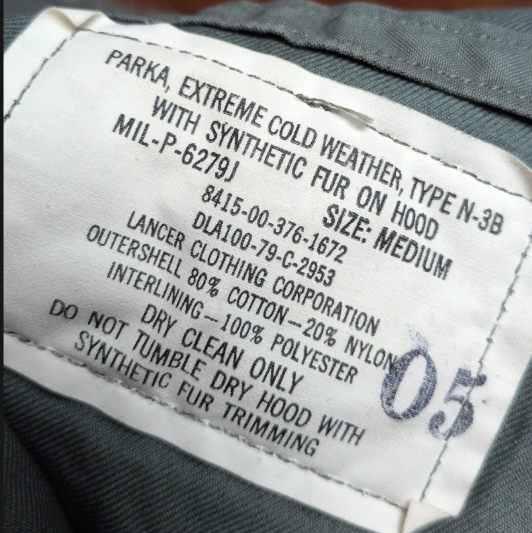 PARKA, EXTREME COLD WEATHER, TYPE N-3B
WITH SYNTHETIC FUR ON HOOD
MIL-P-6279J SIZE: MEDIUM
8415-00-376-1672
DLA100-79-C-2953
LANCER CLOTHING CORPORATION
OUTERSHELL 80% COTTON—20% NYLON
INTERLINING—100% POLYESTER
DRY CLEAN ONLY
DO NOT TUMBLE DRY HOOD WITH
SYNTHETIC FUR TRIMMING
05